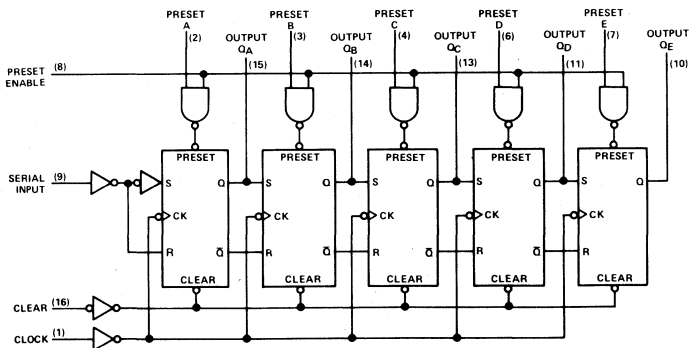 PRESET A (2)
OUTPUT QA (15)
PRESET B (3)
OUTPUT QB (14)
PRESET C (4)
OUTPUT QC (13)
PRESET D (6)
OUTPUT QD (11)
PRESET E (7)
OUTPUT QE (10)
PRESET ENABLE (8)
PRESET PRESET PRESET PRESET PRESET
SERIAL INPUT (9)
S Q S Q S Q S Q S Q
CK CK CK CK CK
R Q̅ R Q̅ R Q̅ R Q̅ R
CLEAR CLEAR CLEAR CLEAR CLEAR
CLEAR (16)
CLOCK (1)